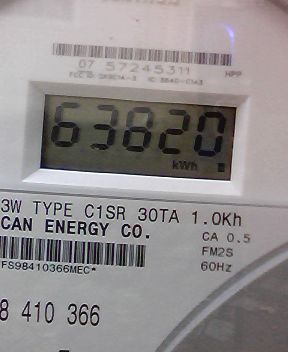 07 57245311 HPP
63820
kWh
3W TYPE C1SR 30TA 1.0Kh
CAN ENERGY CO. CA 0.5
FM2S
FS98410366MEC* 60Hz
8 410 366